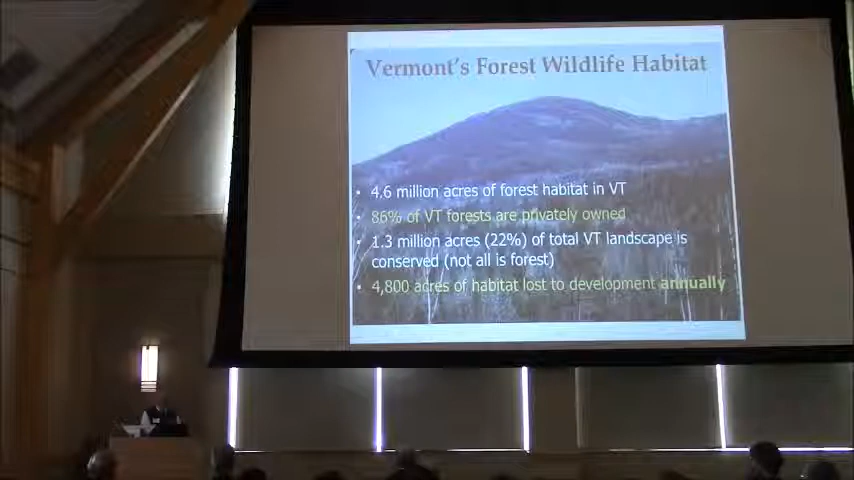 Vermont's Forest Wildlife Habitat
• 4.6 million acres of forest habitat in VT
• 86% of VT forests are privately owned
• 1.3 million acres (22%) of total VT landscape is
conserved (not all is forest)
• 4,800 acres of habitat lost to development annually